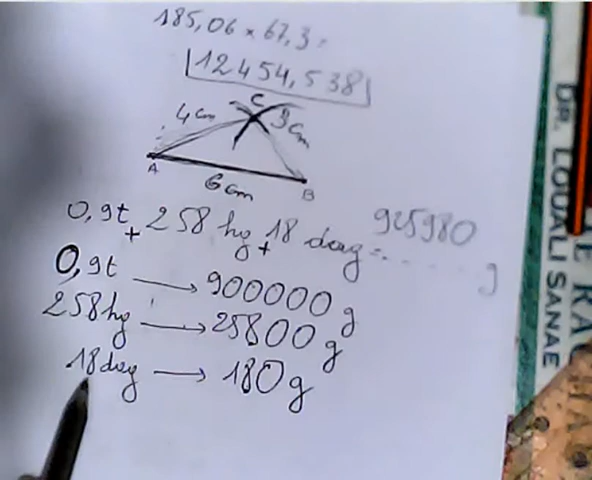 185,06 × 67,3 =
12454,538
C
4cm
3cm
A
B
6cm
0,9t + 258 hg + 18 dag = ..... g
925980
0,9t → 900000 g
258hg → 25800 g
18dag → 180g
DR. LOUALI SANAE